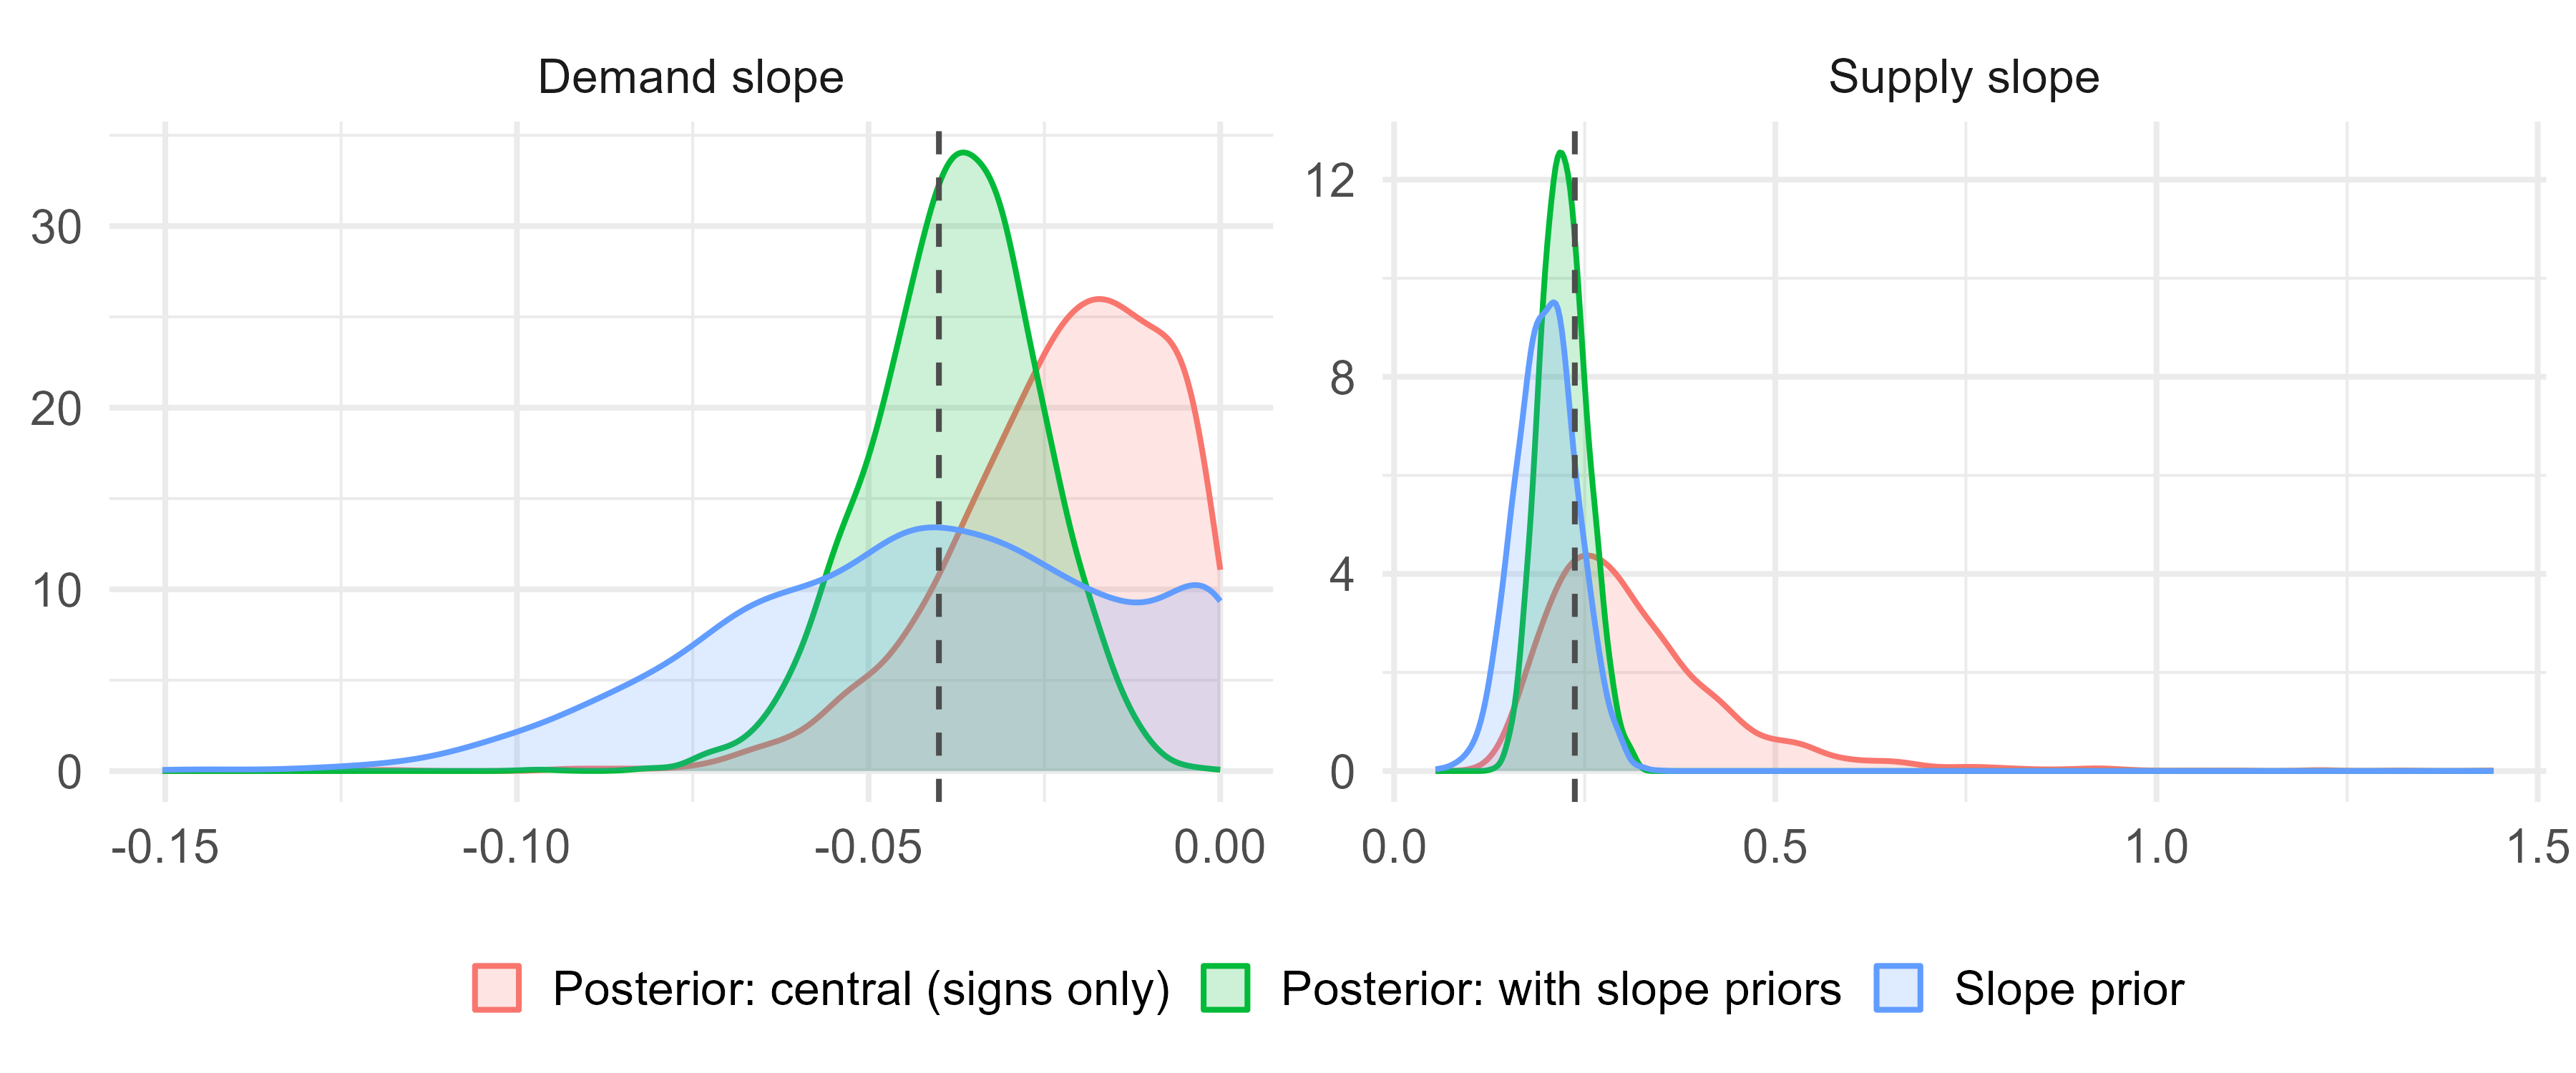 Demand slope
Supply slope
30
20
10
0
12
8
4
0
-0.15 -0.10 -0.05 0.00
0.0 0.5 1.0 1.5
Posterior: central (signs only) Posterior: with slope priors Slope prior